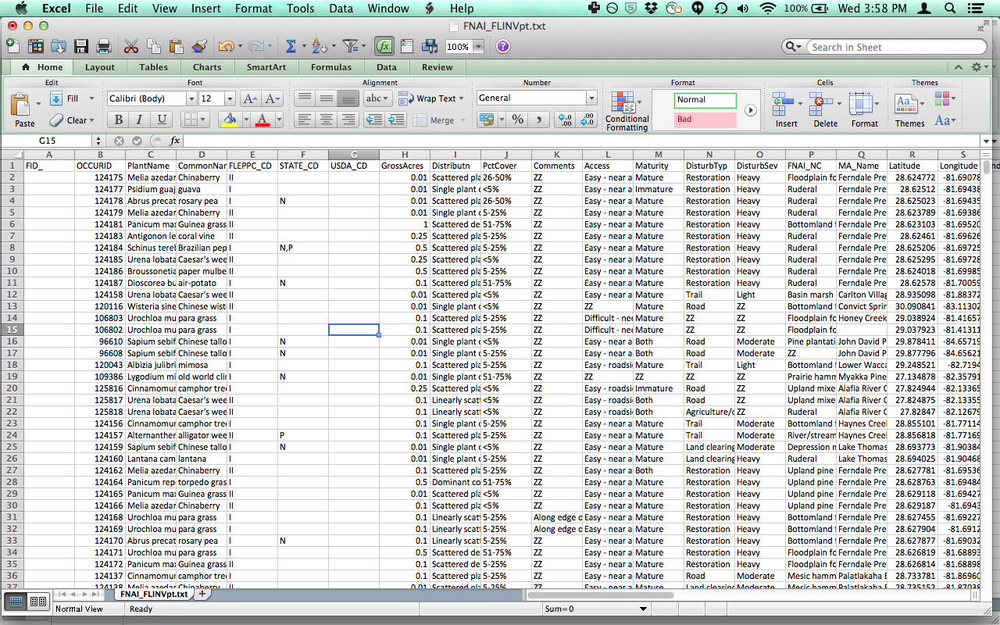 Excel File Edit View Insert Format Tools Data Window Help 100% Wed 3:58 PM
FNAI_FLINVpt.txt
100% Search in Sheet
Home Layout Tables Charts SmartArt Formulas Data Review
Edit Font Alignment Number Format Cells Themes
Fill Calibri (Body) 12 abc Wrap Text General Normal
Paste Clear B I U A Merge % Conditional Formatting Bad Insert Delete Format Themes Aa
G15 fx
A B C D E F G H I J K L M N O P Q R S
1 FID_ OCCURID PlantName CommonNan FLEPPC_CD STATE_CD USDA_CD GrossAcres Distributn PctCover Comments Access Maturity DisturbTyp DisturbSev FNAI_NC MA_Name Latitude Longitude
2 124175 Melia azedar Chinaberry II 0.01 Scattered pla 26-50% ZZ Easy - near a Mature Restoration Heavy Floodplain fo Ferndale Pre 28.624772 -81.69078
3 124177 Psidium guaj guava I 0.01 Single plant o <5% ZZ Easy - near a Immature Restoration Heavy Ruderal Ferndale Pre 28.62512 -81.69438
4 124178 Abrus precat rosary pea I N 0.01 Scattered pla 26-50% ZZ Easy - near a Mature Restoration Heavy Ruderal Ferndale Pre 28.625023 -81.69435
5 124179 Melia azedar Chinaberry II 0.01 Single plant o 5-25% ZZ Easy - near a Mature Restoration Heavy Ruderal Ferndale Pre 28.623789 -81.69386
6 124181 Panicum max Guinea grass II 1 Scattered de 51-75% ZZ Easy - near a Mature Restoration Heavy Bottomland f Ferndale Pre 28.623103 -81.69520
7 124183 Antigonon le coral vine II 0.25 Scattered pla 5-25% ZZ Easy - near a Mature Restoration Heavy Ruderal Ferndale Pre 28.62461 -81.69626
8 124184 Schinus tereb Brazilian pep I N,P 0.5 Scattered pla 5-25% ZZ Easy - near a Mature Restoration Heavy Ruderal Ferndale Pre 28.625206 -81.69725
9 124185 Urena lobata Caesar's wee II 0.25 Scattered pla <5% ZZ Easy - near a Mature Restoration Heavy Ruderal Ferndale Pre 28.625295 -81.69728
10 124186 Broussonetia paper mulbe II 0.5 Scattered pla 5-25% ZZ Easy - near a Mature Restoration Heavy Ruderal Ferndale Pre 28.624018 -81.69985
11 124187 Dioscorea bu air-potato I N 0.1 Scattered pla 51-75% ZZ Easy - near a Mature Restoration Heavy Ruderal Ferndale Pre 28.62578 -81.70059
12 124158 Urena lobata Caesar's wee II 0.01 Scattered pla <5% ZZ Easy - near a Mature Trail Light Basin marsh Carlton Villag 28.935098 -81.88372
13 120116 Wisteria sine Chinese wist II 0.01 Single plant o <5% ZZ ZZ Mature Road ZZ Bottomland f Convict Sprin 30.090841 -83.11302
14 106803 Urochloa mu para grass I 0.1 Scattered pla 5-25% ZZ Difficult - nee Mature ZZ ZZ Floodplain fo Honey Creek 29.038924 -81.41657
15 106802 Urochloa mu para grass I 0.1 Scattered pla 5-25% ZZ Difficult - nee Mature ZZ ZZ Floodplain fo 29.037923 -81.41311
16 96610 Sapium sebif Chinese tallo I N 0.01 Single plant o <5% ZZ Easy - near a Both Road Moderate Pine plantati John David P 29.878411 -84.65719
17 96608 Sapium sebif Chinese tallo I N 0.01 Single plant o <5% ZZ Easy - near a Both Road Moderate ZZ John David P 29.877796 -84.65621
18 120043 Albizia julibri mimosa I 0.1 Scattered pla 5-25% ZZ Easy - roadsi Mature Trail Light Bottomland f Lower Wacca 29.248521 -82.7194
19 109386 Lygodium mi old world clin I N 0.01 Single plant o 51-75% ZZ ZZ ZZ ZZ ZZ Prairie hamm Myakka Pine 27.134878 -82.35791
20 125816 Cinnamomur camphor tree I 0.25 Scattered pla <5% ZZ Easy - roadsi Immature Road ZZ Upland mixe Alafia River C 27.824944 -82.13365
21 125817 Urena lobata Caesar's wee II 0.1 Linearly scatt <5% ZZ Easy - roadsi Both Road ZZ Upland mixe Alafia River C 27.824875 -82.13355
22 125818 Urena lobata Caesar's wee II 0.1 Linearly scatt <5% ZZ Easy - roadsi Both Agriculture/c ZZ Ruderal Alafia River C 27.82847 -82.12679
23 124156 Cinnamomur camphor tree I 0.1 Single plant o <5% ZZ Easy - near a Mature Trail Moderate Bottomland f Haynes Creel 28.855101 -81.77114
24 124157 Alternanther alligator wee II P 0.1 Scattered pla <5% ZZ Easy - near a Mature Trail Moderate River/stream Haynes Creel 28.856818 -81.77169
25 124159 Sapium sebif Chinese tallo I N 0.01 Single plant o <5% ZZ Easy - near a Mature Land clearing Moderate Depression m Lake Thomas 28.693773 -81.90384
26 124160 Lantana cam lantana I 0.01 Single plant o <5% ZZ Easy - near a Mature Land clearing Heavy Ruderal Lake Thomas 28.694025 -81.90468
27 124162 Melia azedar Chinaberry II 0.1 Scattered pla <5% ZZ Easy - near a Both Restoration Heavy Upland pine Ferndale Pre 28.627781 -81.69536
28 124164 Panicum rep torpedo gras I 0.5 Dominant co 51-75% ZZ Easy - near a Mature Restoration Heavy Upland pine Ferndale Pre 28.628763 -81.69484
29 124165 Panicum max Guinea grass II 0.01 Scattered pla <5% ZZ Easy - near a Mature Restoration Heavy Upland pine Ferndale Pre 28.629118 -81.69427
30 124166 Melia azedar Chinaberry II 0.1 Scattered pla <5% ZZ Easy - near a Mature Restoration Heavy Upland pine Ferndale Pre 28.629187 -81.6943
31 124168 Urochloa mu para grass I 0.1 Linearly scatt 5-25% Along edge o Easy - near a Mature Restoration Heavy Bottomland f Ferndale Pre 28.627455 -81.69227
32 124169 Urochloa mu para grass I 0.1 Linearly scatt 5-25% Along edge o Easy - near a Mature Restoration Heavy Bottomland f Ferndale Pre 28.627904 -81.6912
33 124170 Abrus precat rosary pea I N 0.1 Linearly scatt 5-25% ZZ Easy - near a Mature Restoration Heavy Bottomland f Ferndale Pre 28.627877 -81.69032
34 124171 Urochloa mu para grass I 0.5 Scattered de 51-75% ZZ Easy - near a Mature Restoration Heavy Floodplain fo Ferndale Pre 28.626819 -81.68893
35 124172 Panicum max Guinea grass II 0.1 Scattered de 5-25% ZZ Easy - near a Mature Restoration Heavy Floodplain fo Ferndale Pre 28.626814 -81.68898
36 124137 Cinnamomur camphor tree I 0.1 Scattered pla 5-25% ZZ Easy - near a Mature Restoration Moderate Mesic hamm Palatlakaha E 28.733781 -81.86960
37 124138 Melia azedar Chinaberry II 0.01 Scattered pla 5-25% ZZ Easy - near a Mature Land clearing Moderate Mesic hamm Palatlakaha E 28.735152 -81.87038
FNAI_FLINVpt.txt
Normal View Ready Sum=0